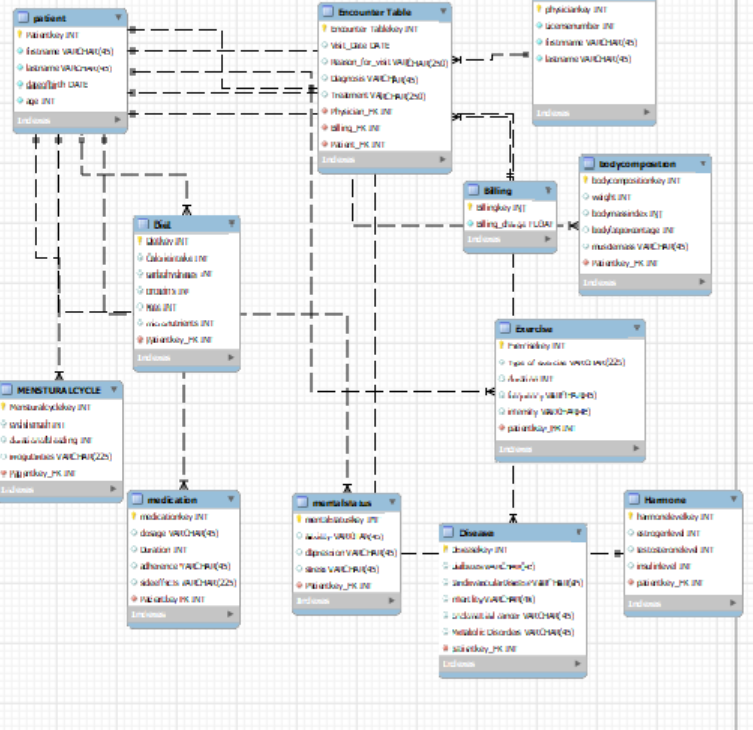 patient
Patientkey INT
firstname VARCHAR(45)
lastname VARCHAR(45)
dateofbirth DATE
age INT
Indexes
Encounter Table
Encounter Tablekey INT
Visit_Date DATE
Reason_for_visit VARCHAR(250)
Diagnosis VARCHAR(45)
Treatment VARCHAR(250)
Physician_FK INT
Billing_FK INT
Patient_FK INT
Indexes
physiciankey INT
licensenumber INT
firstname VARCHAR(45)
lastname VARCHAR(45)
Indexes
Billing
Billingkey INT
Billing_charge FLOAT
Indexes
bodycomposition
bodycompositionkey INT
weight INT
bodymassindex INT
bodyfatpercentage INT
musclemass VARCHAR(45)
Patientkey_FK INT
Indexes
Diet
Dietkey INT
Caloricintake INT
carbohydrates INT
INT
INT
micronutrients INT
Patientkey_FK INT
Indexes
Exercise
Exercisekey INT
Type of exercise VARCHAR(225)
duration INT
frequency VARCHAR(45)
intensity VARCHAR(45)
patientkey_FK INT
Indexes
MENSTURALCYCLE
Mensturalcyclekey INT
cyclelength INT
durationofbleeding INT
irregularities VARCHAR(225)
Patientkey_FK INT
Indexes
medication
medicationkey INT
dosage VARCHAR(45)
Duration INT
adherence VARCHAR(45)
sideeffects VARCHAR(225)
Patientkey FK INT
Indexes
mentalstatus
mentalstatuskey INT
anxiety VARCHAR(45)
depression VARCHAR(45)
stress VARCHAR(45)
Patientkey_FK INT
Indexes
Disease
Diseasekey INT
VARCHAR(45)
CardiovascularDisease VARCHAR(45)
infertility VARCHAR(45)
endometrial cancer VARCHAR(45)
Metabolic Disorders VARCHAR(45)
patientkey_FK INT
Indexes
Harmone
harmonelevelkey INT
estrogenlevel INT
testosteronelevel INT
insulinlevel INT
patientkey_FK INT
Indexes